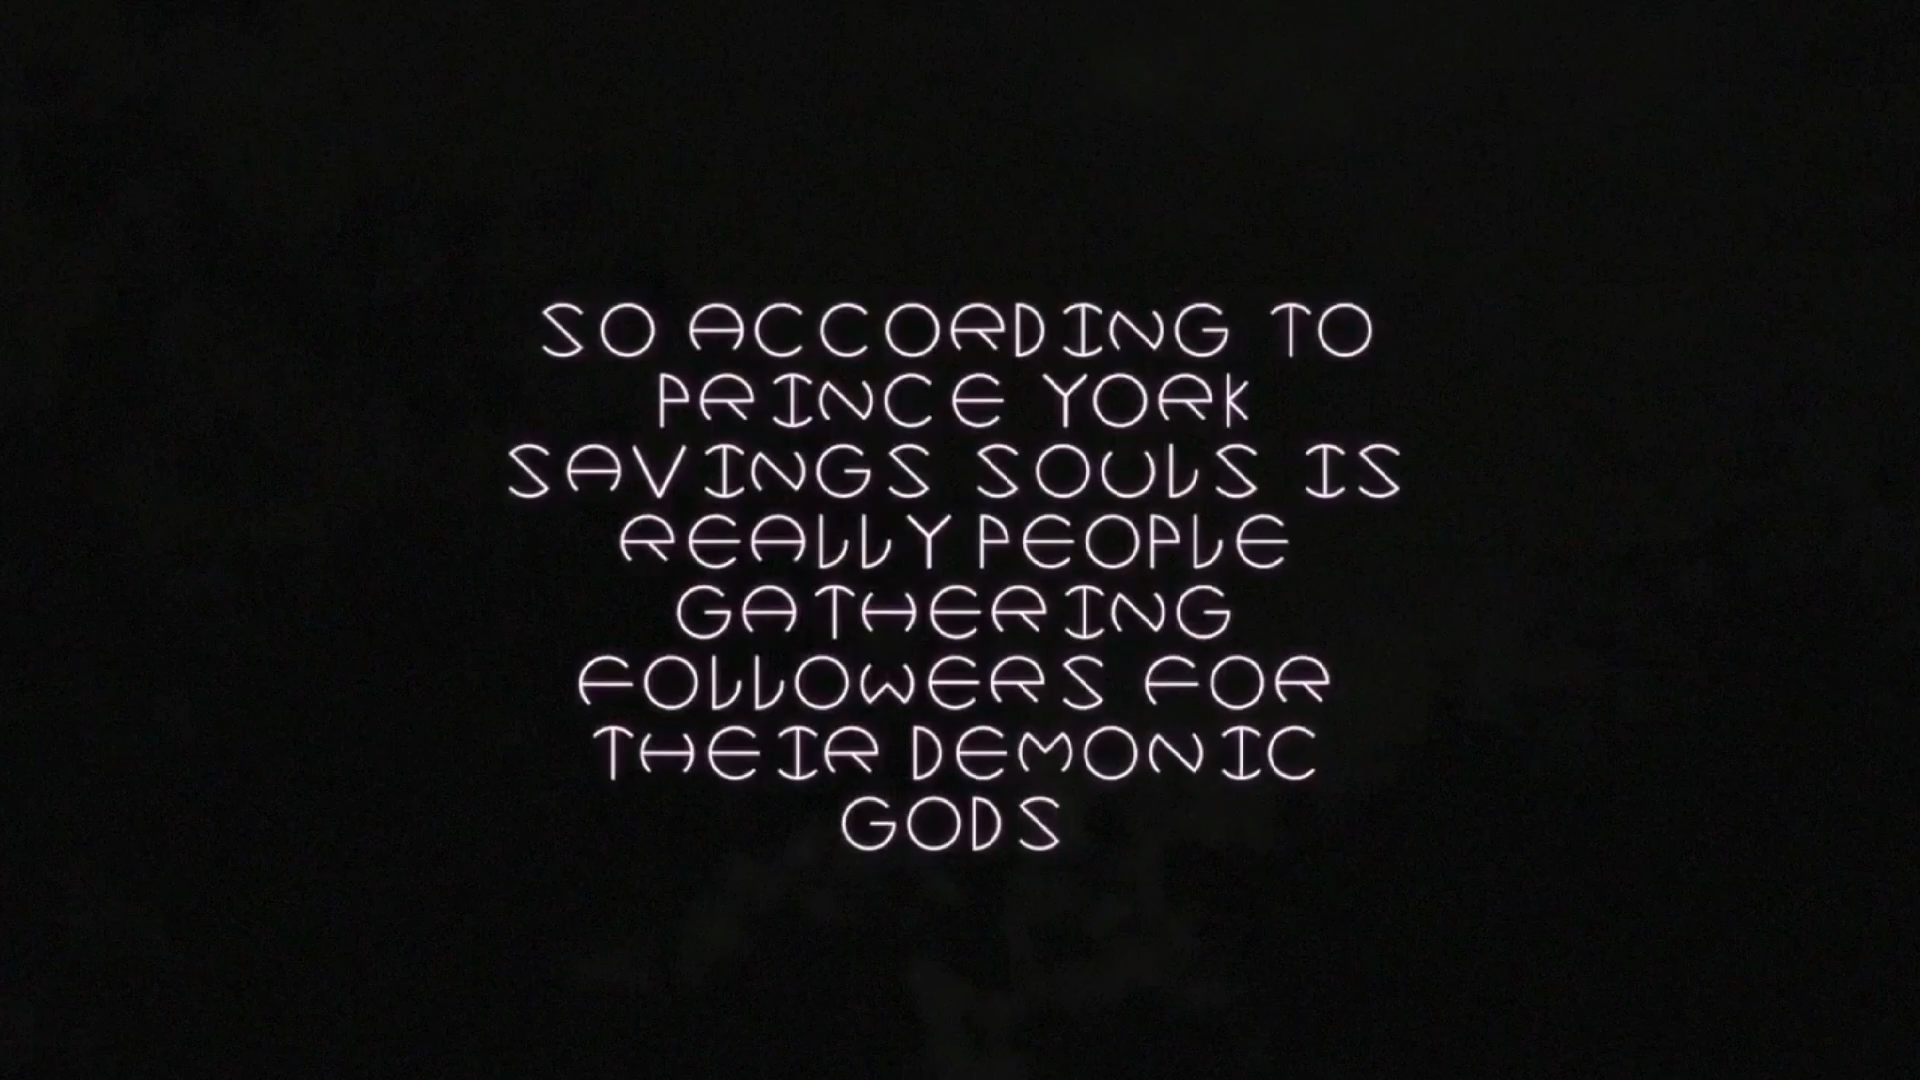 SO ACCORDING TO
PRINCE YORK
SAVINGS SOULS IS
REALLY PEOPLE
GATHERING
FOLLOWERS FOR
THEIR DEMONIC
GODS